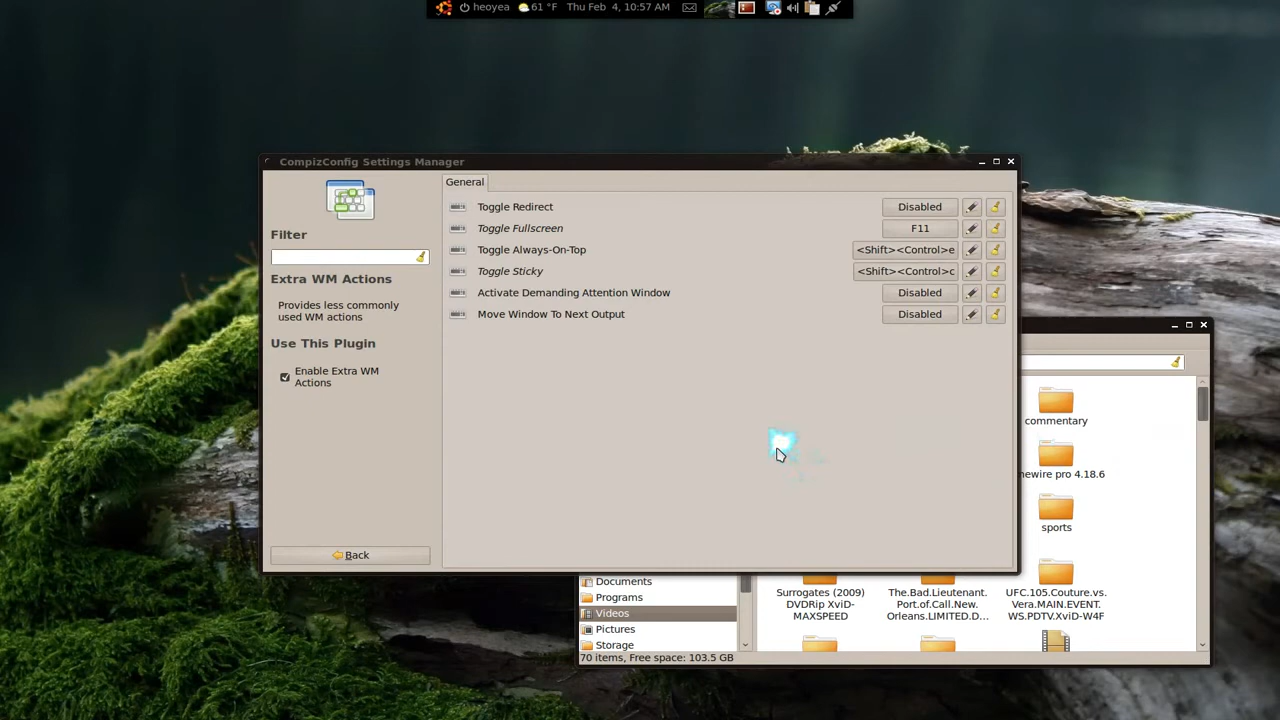 heoyea 61 °F Thu Feb 4, 10:57 AM
CompizConfig Settings Manager
General
Filter
Extra WM Actions
Provides less commonly
used WM actions
Use This Plugin
Enable Extra WM
Actions
Back
Toggle Redirect Disabled
Toggle Fullscreen F11
Toggle Always-On-Top <Shift><Control>e
Toggle Sticky <Shift><Control>c
Activate Demanding Attention Window Disabled
Move Window To Next Output Disabled
commentary
newire pro 4.18.6
sports
Documents
Programs
Videos
Pictures
Storage
Surrogates (2009)
DVDRip XviD-
MAXSPEED
The.Bad.Lieutenant.
Port.of.Call.New.
Orleans.LIMITED.D...
UFC.105.Couture.vs.
Vera.MAIN.EVENT.
WS.PDTV.XviD-W4F
70 items, Free space: 103.5 GB